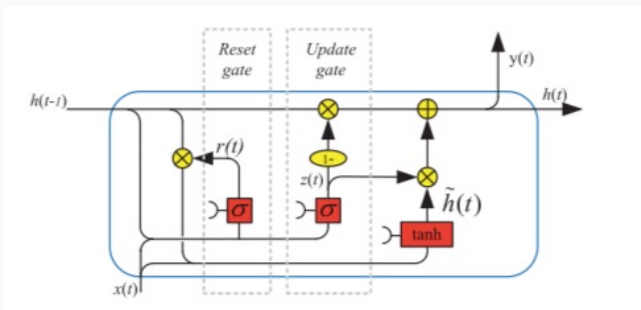 Reset
gate
Update
gate
y(t)
h(t-1)
h(t)
r(t)
1-
z(t)
σ
σ
h̃(t)
tanh
x(t)